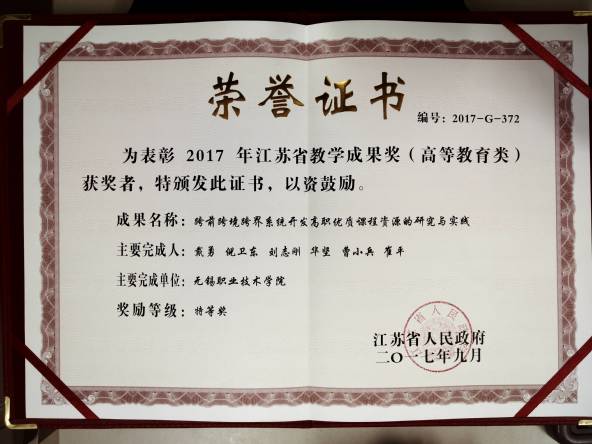 荣誉证书
编号：2017-G-372
为表彰 2017 年江苏省教学成果奖（高等教育类）
获奖者，特颁发此证书，以资鼓励。
成果名称：跨前跨境跨界系统开发高职优质课程资源的研究与实践
主要完成人：戴勇 倪卫东 刘志刚 华坚 曹小兵 崔平
主要完成单位：无锡职业技术学院
奖励等级：特等奖
江苏省人民政府
二〇一七年九月